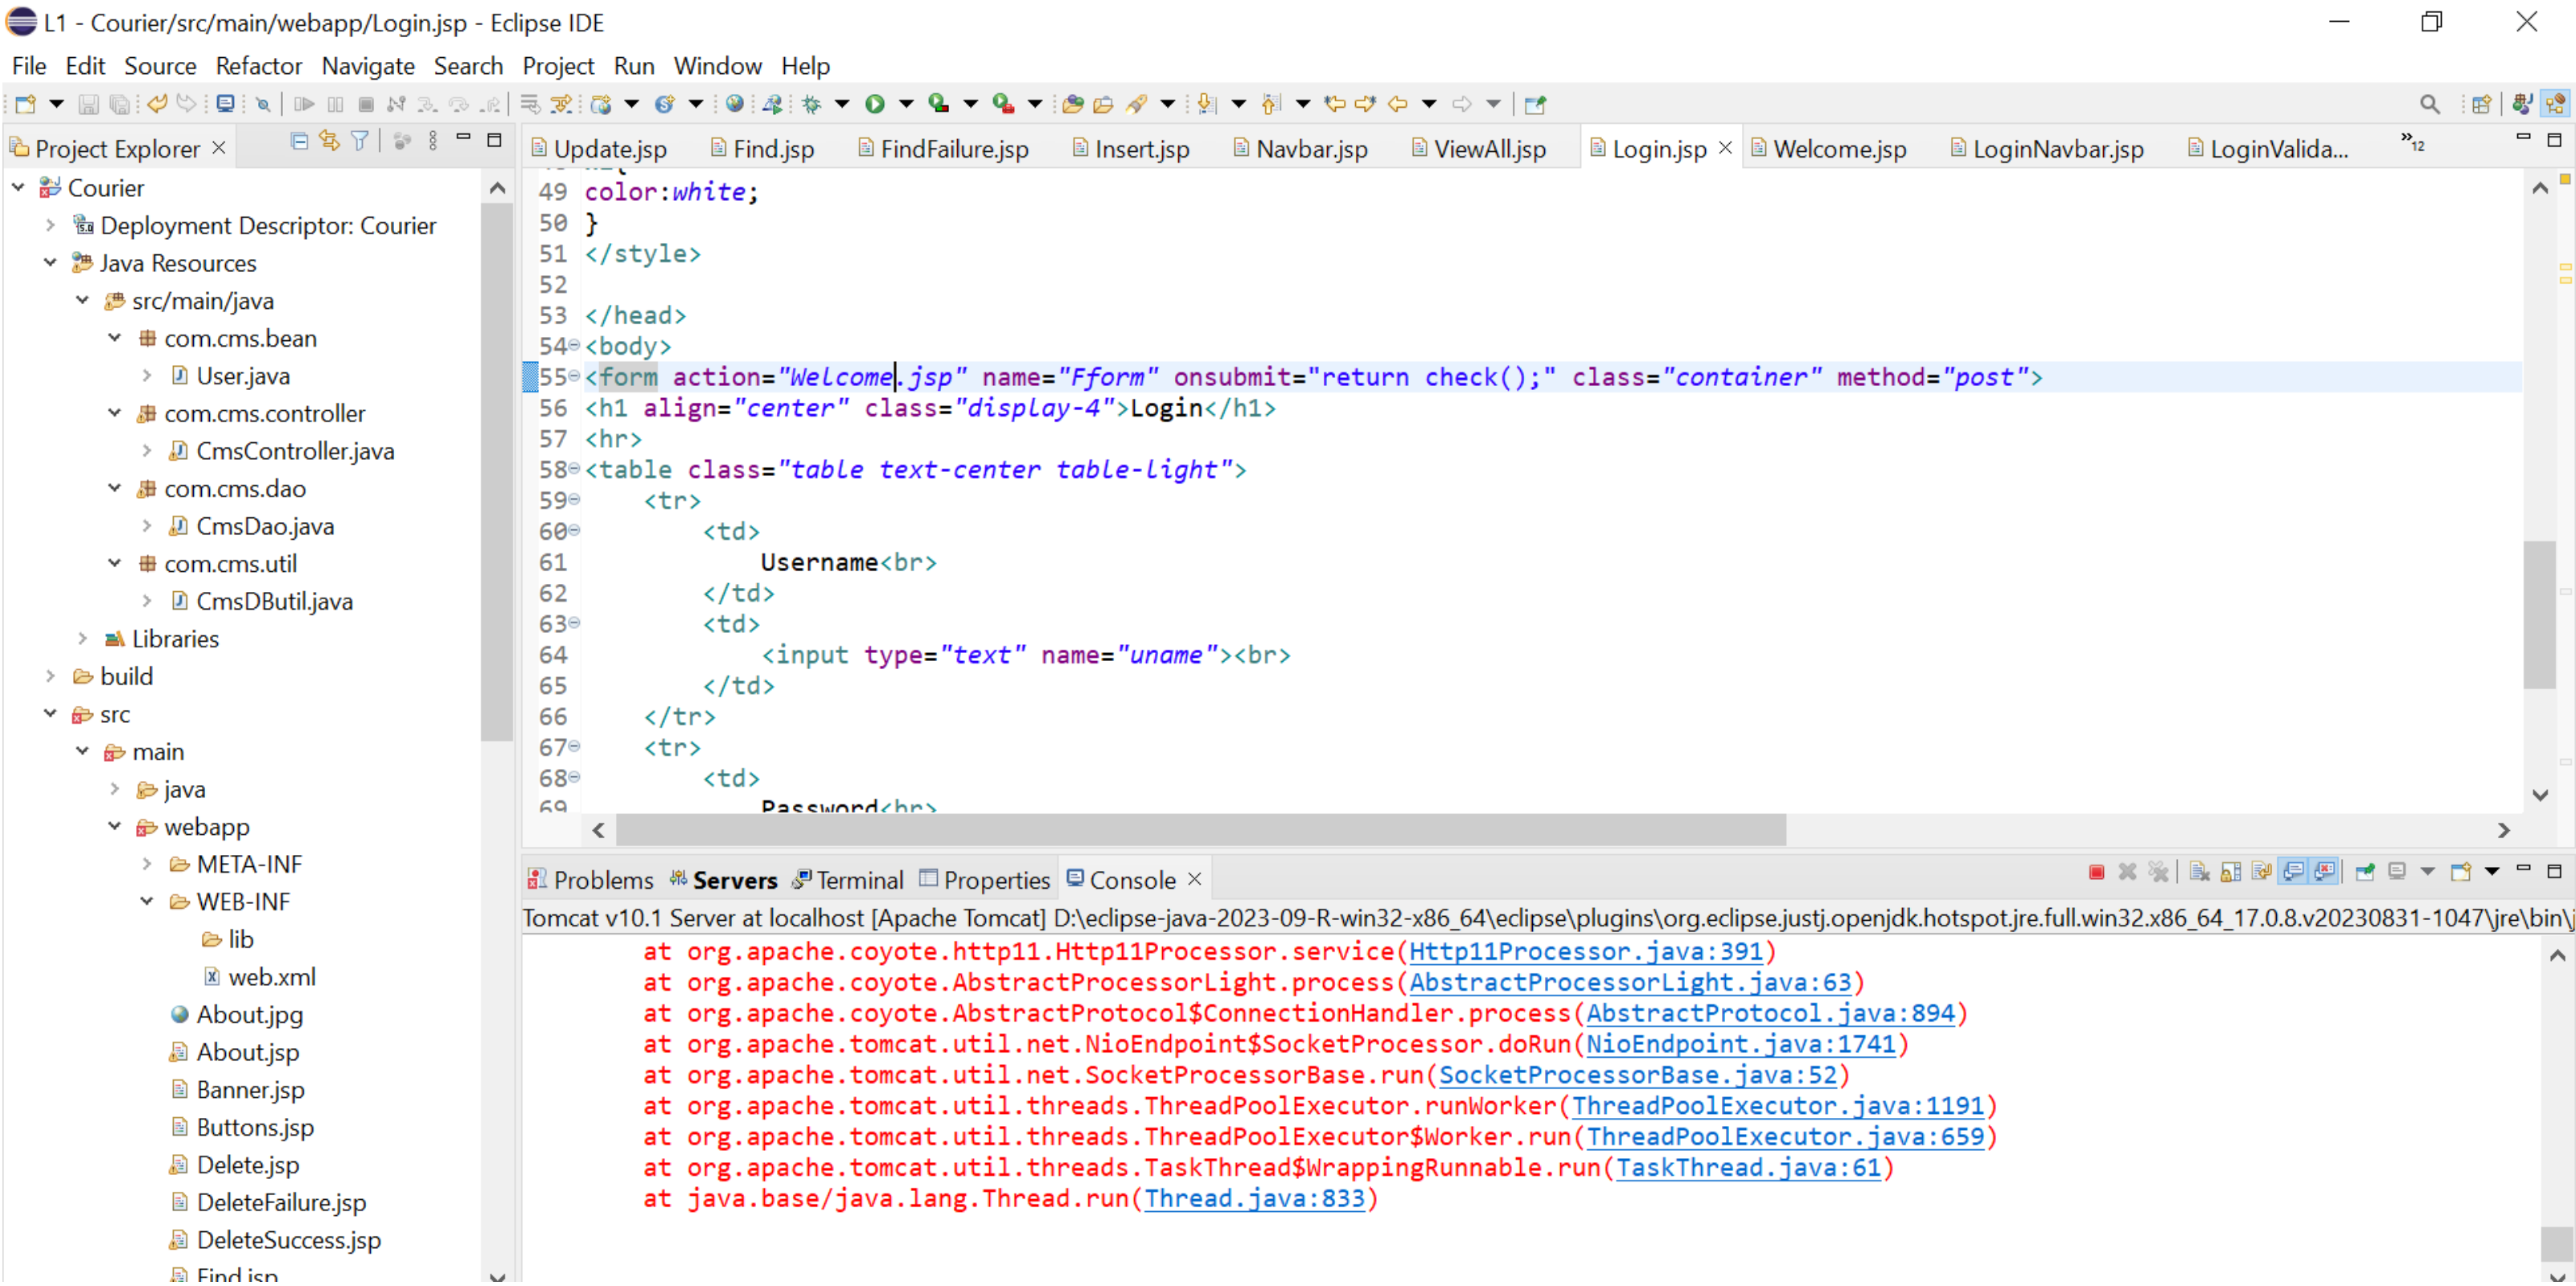 L1 - Courier/src/main/webapp/Login.jsp - Eclipse IDE
File Edit Source Refactor Navigate Search Project Run Window Help
Project Explorer
Courier
Deployment Descriptor: Courier
Java Resources
src/main/java
com.cms.bean
User.java
com.cms.controller
CmsController.java
com.cms.dao
CmsDao.java
com.cms.util
CmsDButil.java
Libraries
build
src
main
java
webapp
META-INF
WEB-INF
lib
web.xml
About.jpg
About.jsp
Banner.jsp
Buttons.jsp
Delete.jsp
DeleteFailure.jsp
DeleteSuccess.jsp
Find.jsp
Update.jsp Find.jsp FindFailure.jsp Insert.jsp Navbar.jsp ViewAll.jsp Login.jsp Welcome.jsp LoginNavbar.jsp LoginValida... »12
49 color:white;
50 }
51 </style>
52
53 </head>
54 <body>
55 <form action="Welcome.jsp" name="Fform" onsubmit="return check();" class="container" method="post">
56 <h1 align="center" class="display-4">Login</h1>
57 <hr>
58 <table class="table text-center table-light">
59 <tr>
60 <td>
61 Username<br>
62 </td>
63 <td>
64 <input type="text" name="uname"><br>
65 </td>
66 </tr>
67 <tr>
68 <td>
69 Password<br>
Problems Servers Terminal Properties Console
Tomcat v10.1 Server at localhost [Apache Tomcat] D:\eclipse-java-2023-09-R-win32-x86_64\eclipse\plugins\org.eclipse.justj.openjdk.hotspot.jre.full.win32.x86_64_17.0.8.v20230831-1047\jre\bin\j
at org.apache.coyote.http11.Http11Processor.service(Http11Processor.java:391)
at org.apache.coyote.AbstractProcessorLight.process(AbstractProcessorLight.java:63)
at org.apache.coyote.AbstractProtocol$ConnectionHandler.process(AbstractProtocol.java:894)
at org.apache.tomcat.util.net.NioEndpoint$SocketProcessor.doRun(NioEndpoint.java:1741)
at org.apache.tomcat.util.net.SocketProcessorBase.run(SocketProcessorBase.java:52)
at org.apache.tomcat.util.threads.ThreadPoolExecutor.runWorker(ThreadPoolExecutor.java:1191)
at org.apache.tomcat.util.threads.ThreadPoolExecutor$Worker.run(ThreadPoolExecutor.java:659)
at org.apache.tomcat.util.threads.TaskThread$WrappingRunnable.run(TaskThread.java:61)
at java.base/java.lang.Thread.run(Thread.java:833)